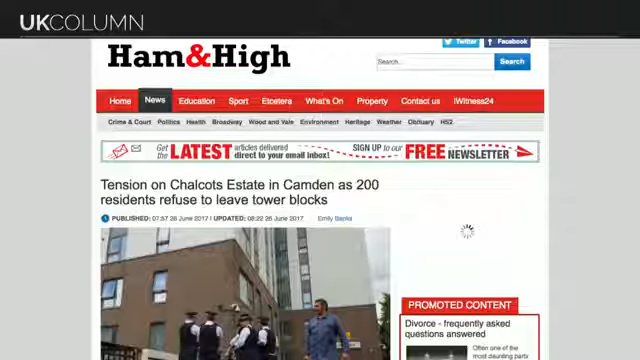 UKCOLUMN
Twitter
Facebook
Ham&High
Search...
Search
Home News Education Sport Etcetera What's On Property Contact us iWitness24
Crime & Court Politics Health Broadway Wood and Vale Environment Heritage Weather Obituary HS2
Get the LATEST articles delivered direct to your email inbox! SIGN UP to our FREE NEWSLETTER
Tension on Chalcots Estate in Camden as 200
residents refuse to leave tower blocks
PUBLISHED: 07:57 26 June 2017 | UPDATED: 08:22 26 June 2017 Emily Banks
PROMOTED CONTENT
Divorce - frequently asked
questions answered
Often one of the
most daunting parts